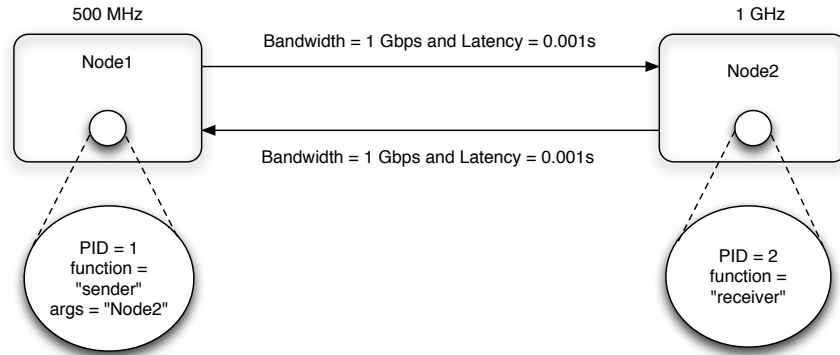 500 MHz
1 GHz
Bandwidth = 1 Gbps and Latency = 0.001s
Node1
Node2
Bandwidth = 1 Gbps and Latency = 0.001s
PID = 1
function =
"sender"
args = "Node2"
PID = 2
function =
"receiver"